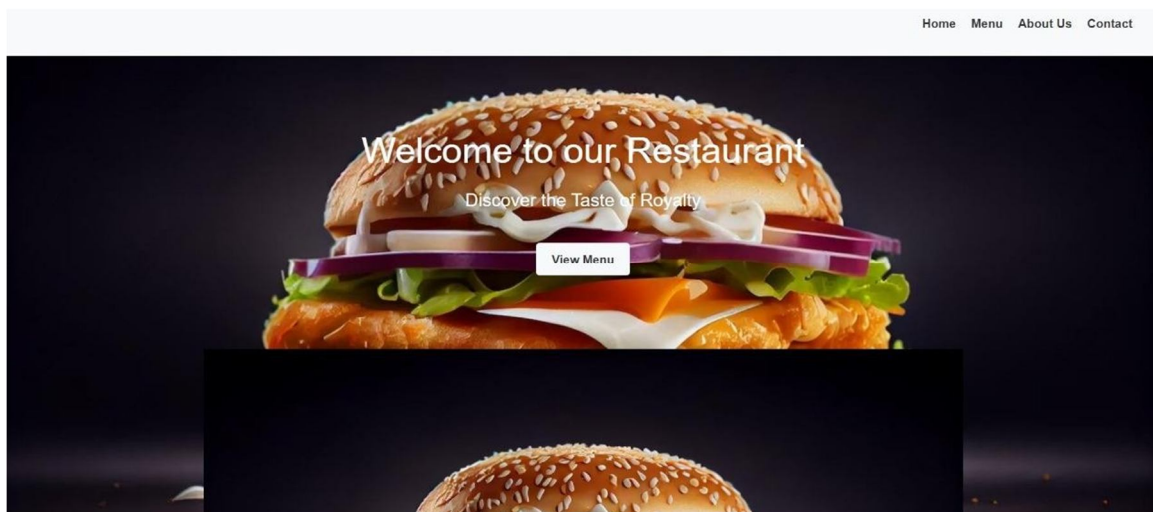 Home Menu About Us Contact
Welcome to our Restaurant
Discover the Taste of Royalty
View Menu